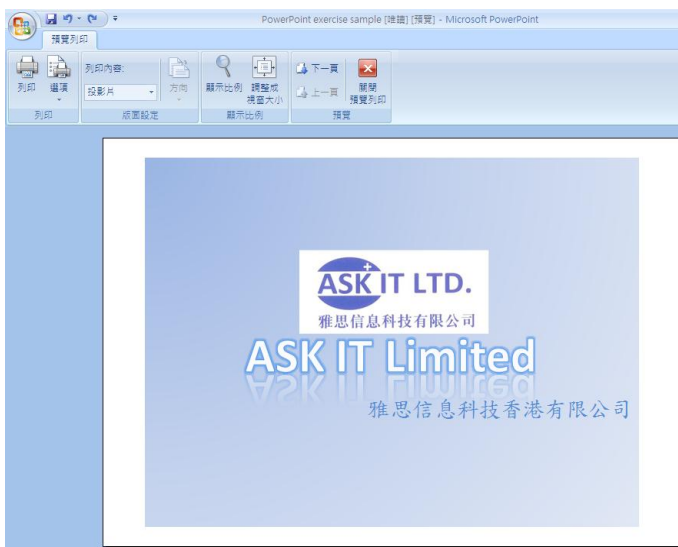 PowerPoint exercise sample [唯讀] [預覽] - Microsoft PowerPoint
預覽列印
列印
選項
列印內容:
投影片
方向
顯示比例
調整成
視窗大小
下一頁
上一頁
關閉
預覽列印
列印
版面設定
顯示比例
預覽
ASK IT LTD.
雅思信息科技有限公司
ASK IT Limited
雅思信息科技香港有限公司